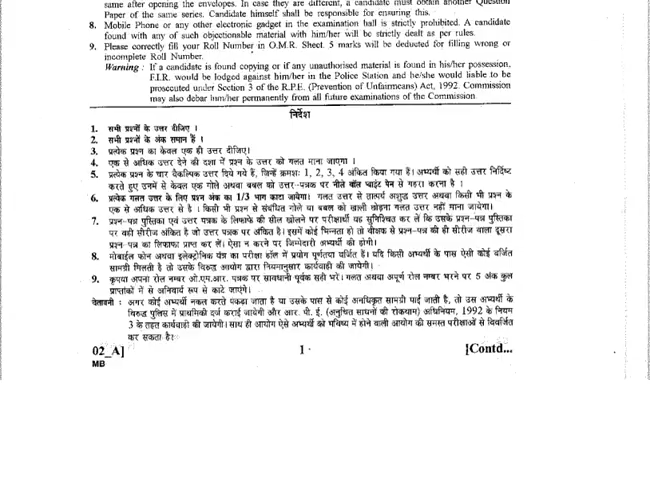 same after opening the envelopes. In case they are different, a candidate must obtain another Question
Paper of the same series. Candidate himself shall be responsible for ensuring this.
8. Mobile Phone or any other electronic gadget in the examination hall is strictly prohibited. A candidate
found with any of such objectionable material with him/her will be strictly dealt as per rules.
9. Please correctly fill your Roll Number in O.M.R. Sheet. 5 marks will be deducted for filling wrong or
incomplete Roll Number.
Warning : If a candidate is found copying or if any unauthorised material is found in his/her possession,
F.I.R. would be lodged against him/her in the Police Station and he/she would liable to be
prosecuted under Section 3 of the R.P.E. (Prevention of Unfairmeans) Act, 1992. Commission
may also debar him/her permanently from all future examinations of the Commission.
निर्देश
1. सभी प्रश्नों के उत्तर दीजिए ।
2. सभी प्रश्नों के अंक समान हैं ।
3. प्रत्येक प्रश्न का केवल एक ही उत्तर दीजिए।
4. एक से अधिक उत्तर देने की दशा में प्रश्न के उत्तर को गलत माना जाएगा ।
5. प्रत्येक प्रश्न के चार वैकल्पिक उत्तर दिये गये हैं, जिन्हें क्रमशः 1, 2, 3, 4 अंकित किया गया है। अभ्यर्थी को सही उत्तर निर्दिष्ट
करते हुए उनमें से केवल एक गोले अथवा बबल को उत्तर-पत्रक पर नीले बॉल प्वाइंट पेन से गहरा करना है ।
6. प्रत्येक गलत उत्तर के लिए प्रश्न अंक का 1/3 भाग काटा जायेगा। गलत उत्तर से तात्पर्य अशुद्ध उत्तर अथवा किसी भी प्रश्न के
एक से अधिक उत्तर से है । किसी भी प्रश्न से संबंधित गोले या बबल को खाली छोड़ना गलत उत्तर नहीं माना जायेगा।
7. प्रश्न-पत्र पुस्तिका एवं उत्तर पत्रक के लिफाफे की सील खोलने पर परीक्षार्थी यह सुनिश्चित कर लें कि उसके प्रश्न-पत्र पुस्तिका
पर वही सीरीज अंकित है जो उत्तर पत्रक पर अंकित है। इसमें कोई भिन्नता हो तो वीक्षक से प्रश्न-पत्र की ही सीरीज वाला दूसरा
प्रश्न-पत्र का लिफाफा प्राप्त कर लें। ऐसा न करने पर जिम्मेदारी अभ्यर्थी की होगी।
8. मोबाईल फोन अथवा इलेक्ट्रोनिक यंत्र का परीक्षा हॉल में प्रयोग पूर्णतया वर्जित है। यदि किसी अभ्यर्थी के पास ऐसी कोई वर्जित
सामग्री मिलती है तो उसके विरुद्ध आयोग द्वारा नियमानुसार कार्यवाही की जायेगी।
9. कृपया अपना रोल नम्बर ओ.एम.आर. पत्रक पर सावधानी पूर्वक सही भरें। गलत अथवा अपूर्ण रोल नम्बर भरने पर 5 अंक कुल
प्राप्तांकों में से अनिवार्य रूप से काटे जाएंगे।
चेतावनी : अगर कोई अभ्यर्थी नकल करते पकड़ा जाता है या उसके पास से कोई अनधिकृत सामग्री पाई जाती है, तो उस अभ्यर्थी के
विरुद्ध पुलिस में प्राथमिकी दर्ज कराई जायेगी और आर. पी. ई. (अनुचित साधनों की रोकथाम) अधिनियम, 1992 के नियम
3 के तहत कार्यवाही की जायेगी। साथ ही आयोग ऐसे अभ्यर्थी को भविष्य में होने वाली आयोग की समस्त परीक्षाओं से विवर्जित
कर सकता है।
02_A] 1 [Contd...
MB